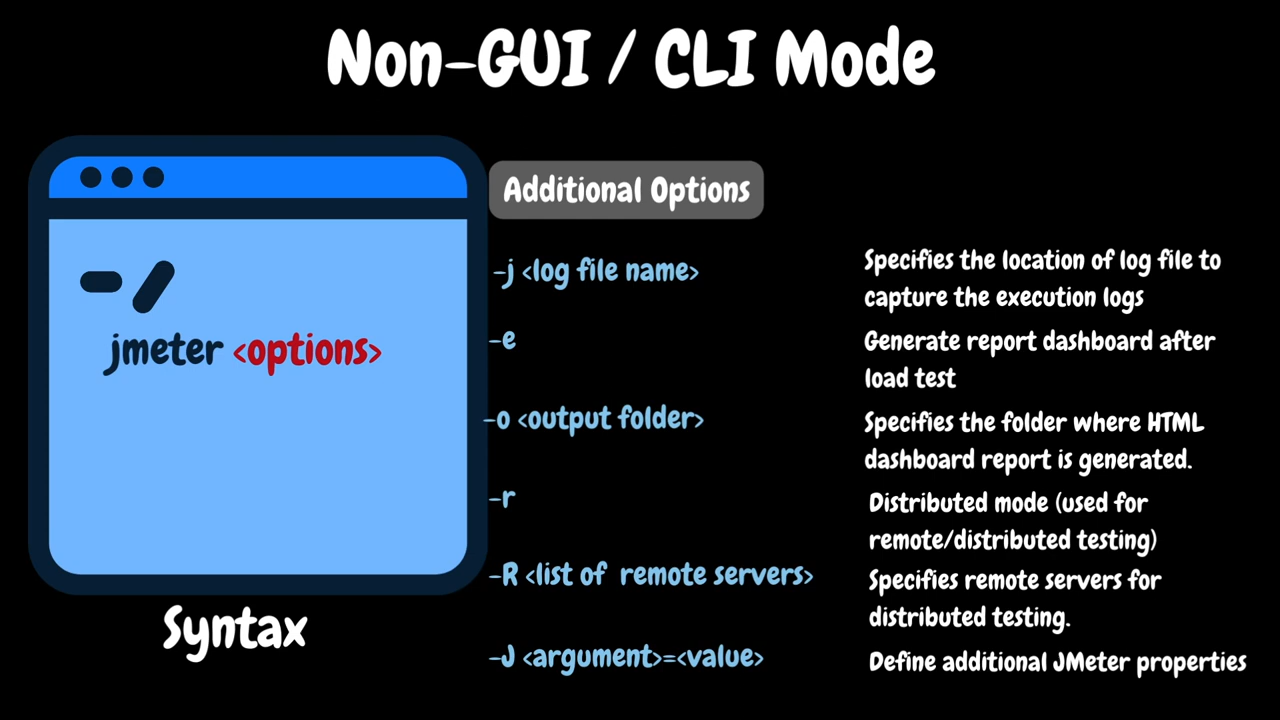 Non-GUI / CLI Mode
Additional Options
jmeter <options>
Syntax
-j <log file name>
Specifies the location of log file to
capture the execution logs
-e
Generate report dashboard after
load test
-o <output folder>
Specifies the folder where HTML
dashboard report is generated.
-r
Distributed mode (used for
remote/distributed testing)
-R <list of remote servers>
Specifies remote servers for
distributed testing.
-J <argument>=<value>
Define additional JMeter properties